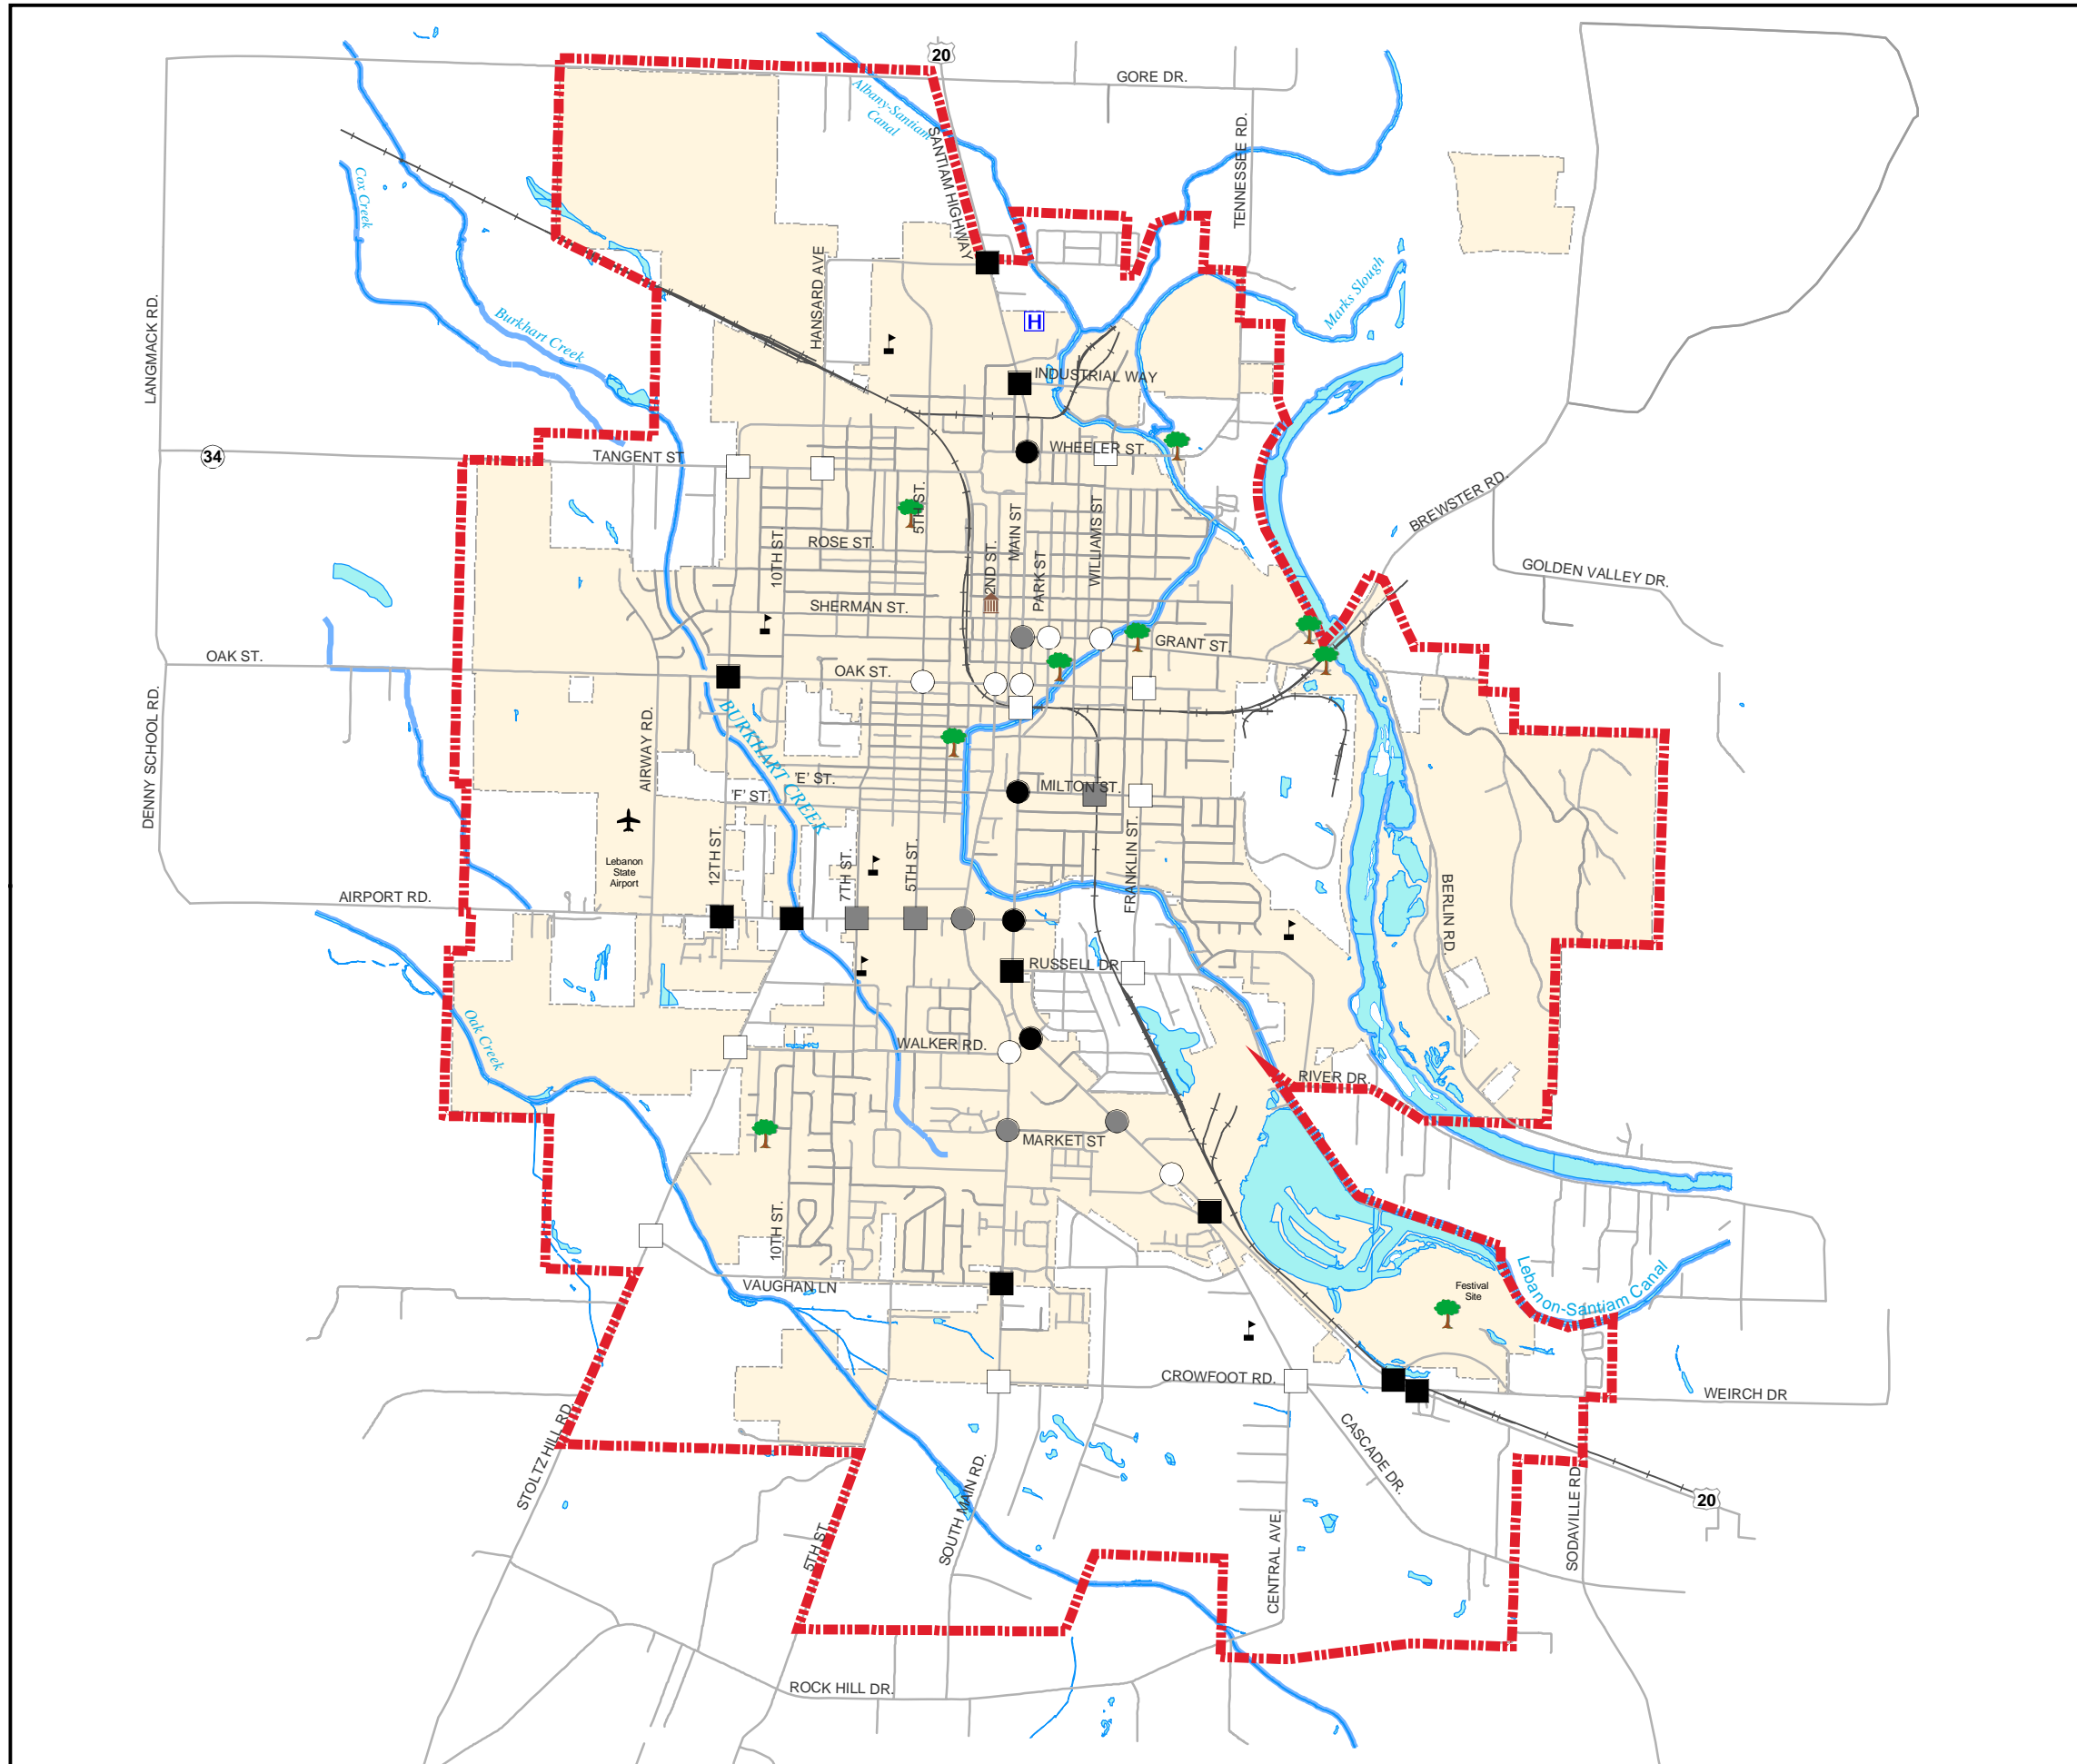 20
GORE DR.
Albany-Santiam
Canal
SANTIAM HIGHWAY
TENNESSEE RD.
Cox Creek
HANSARD AVE
Marks Slough
LANGMACK RD.
Burkhart Creek
H
INDUSTRIAL WAY
34
TANGENT ST
WHEELER ST.
5TH ST.
MAIN ST
WILLIAMS ST
BREWSTER RD.
ROSE ST.
10TH ST.
2ND ST.
PARK ST
GOLDEN VALLEY DR.
SHERMAN ST.
GRANT ST.
OAK ST.
OAK ST.
DENNY SCHOOL RD.
AIRWAY RD.
BURKHART CREEK
'E' ST.
'F' ST.
MILTON ST.
Lebanon
State
Airport
12TH ST.
7TH ST.
5TH ST.
FRANKLIN ST.
BERLIN RD.
AIRPORT RD.
RUSSELL DR.
Oak Creek
WALKER RD.
RIVER DR.
MARKET ST
10TH ST.
VAUGHAN LN
Festival
Site
Lebanon-Santiam Canal
CROWFOOT RD.
WEIRCH DR
STOLTZ HILL RD.
CASCADE DR.
SOUTH MAIN RD.
20
5TH ST.
CENTRAL AVE.
SODAVILLE RD.
ROCK HILL DR.